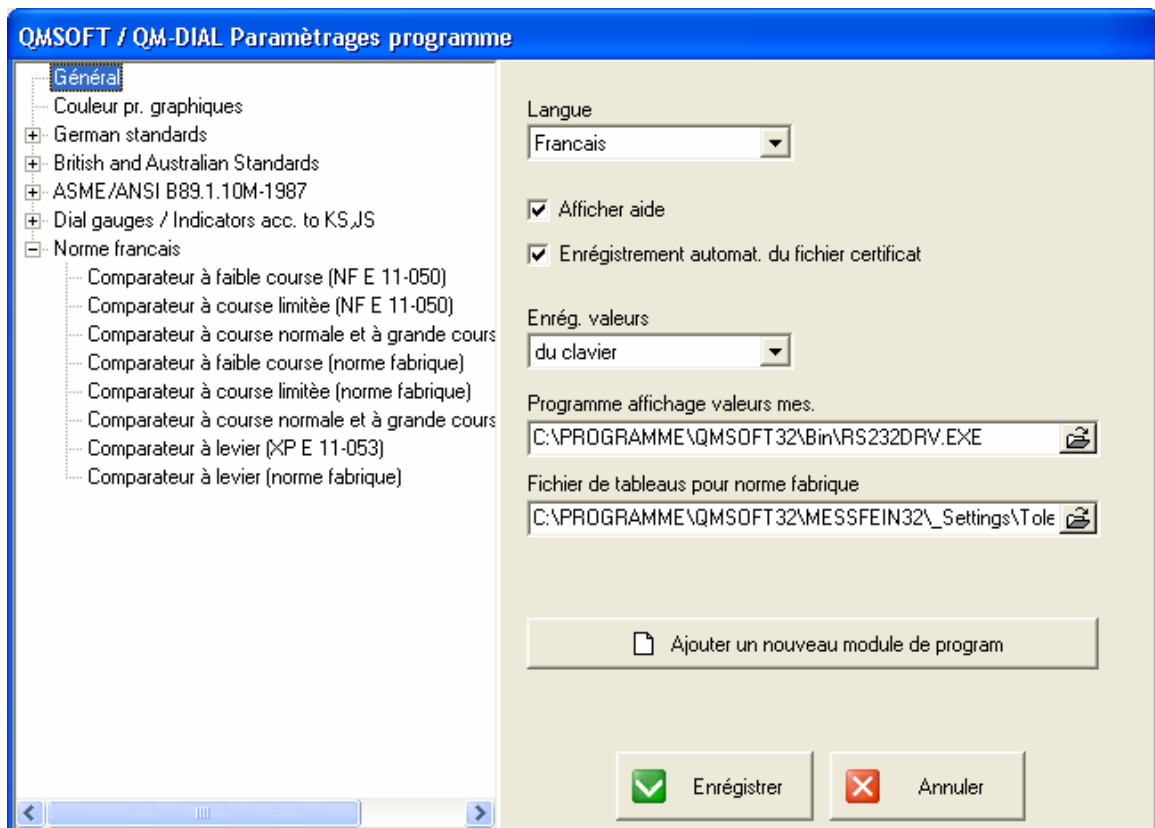 QMSOFT / QM-DIAL Paramètrages programme
Général
Couleur pr. graphiques
German standards
British and Australian Standards
ASME/ANSI B89.1.10M-1987
Dial gauges / Indicators acc. to KS,JS
Norme francais
Comparateur à faible course (NF E 11-050)
Comparateur à course limitèe (NF E 11-050)
Comparateur à course normale et à grande cours
Comparateur à faible course (norme fabrique)
Comparateur à course limitèe (norme fabrique)
Comparateur à course normale et à grande cours
Comparateur à levier (XP E 11-053)
Comparateur à levier (norme fabrique)
Langue
Francais
Afficher aide
Enrégistrement automat. du fichier certificat
Enrég. valeurs
du clavier
Programme affichage valeurs mes.
C:\PROGRAMME\QMSOFT32\Bin\RS232DRV.EXE
Fichier de tableaus pour norme fabrique
C:\PROGRAMME\QMSOFT32\MESSFEIN32\_Settings\Tole
Ajouter un nouveau module de program
Enrégistrer
Annuler